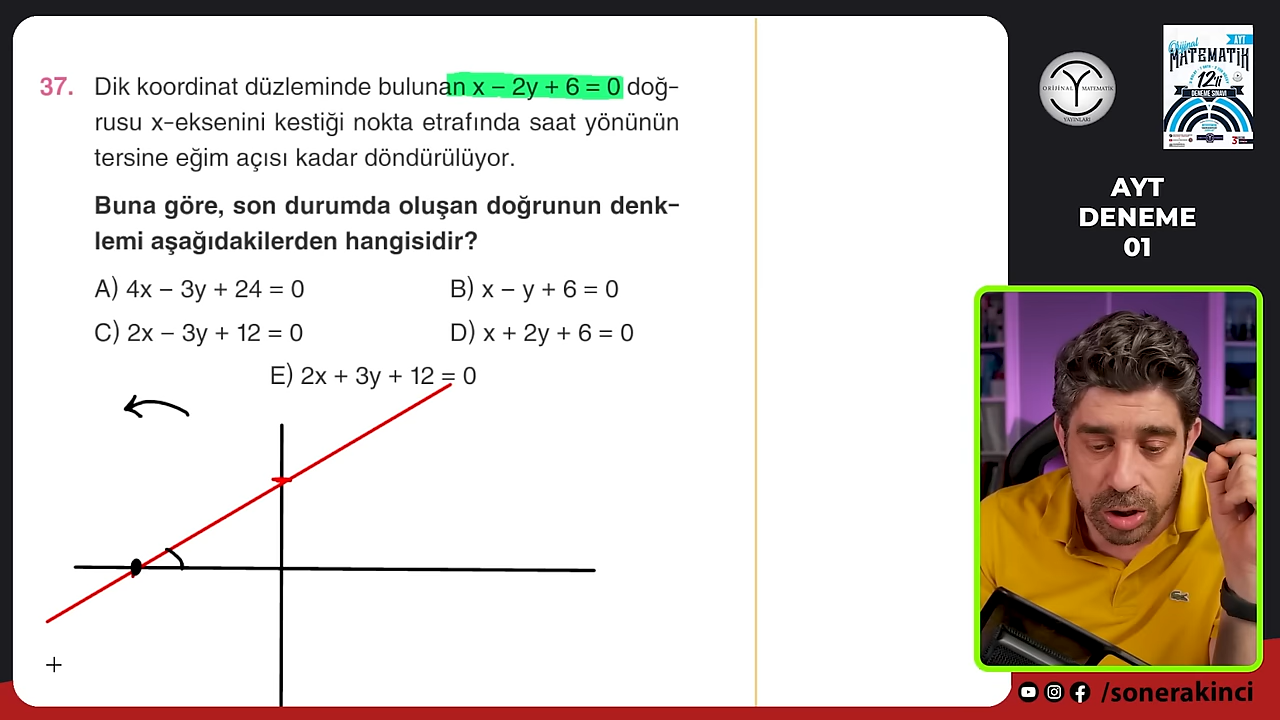 37. Dik koordinat düzleminde bulunan x – 2y + 6 = 0 doğ-
rusu x-eksenini kestiği nokta etrafında saat yönünün
tersine eğim açısı kadar döndürülüyor.
Buna göre, son durumda oluşan doğrunun denk-
lemi aşağıdakilerden hangisidir?
A) 4x – 3y + 24 = 0
B) x – y + 6 = 0
C) 2x – 3y + 12 = 0
D) x + 2y + 6 = 0
E) 2x + 3y + 12 = 0
ORİJİNAL MATEMATİK
YAYINLARI
Orijinal
AYT
MATEMATİK
12'li
DENEME SINAVI
AYT
DENEME
01
/sonerakinci